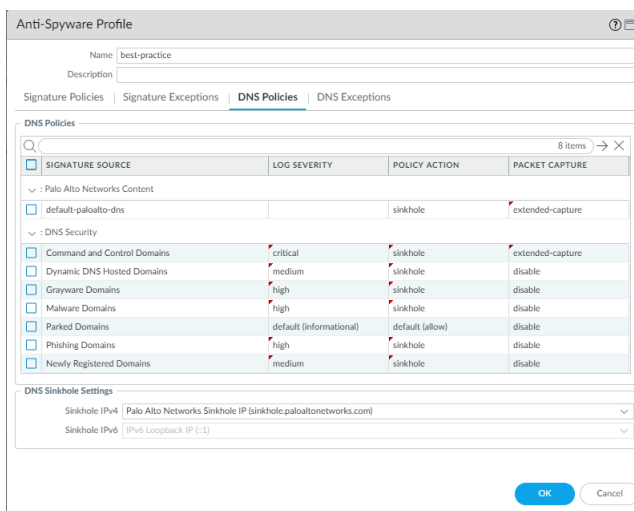 Anti-Spyware Profile
Name best-practice
Description
Signature Policies | Signature Exceptions | DNS Policies | DNS Exceptions
DNS Policies
8 items
SIGNATURE SOURCE LOG SEVERITY POLICY ACTION PACKET CAPTURE
: Palo Alto Networks Content
default-paloalto-dns sinkhole extended-capture
: DNS Security
Command and Control Domains critical sinkhole extended-capture
Dynamic DNS Hosted Domains medium sinkhole disable
Grayware Domains high sinkhole disable
Malware Domains high sinkhole disable
Parked Domains default (informational) default (allow) disable
Phishing Domains high sinkhole disable
Newly Registered Domains medium sinkhole disable
DNS Sinkhole Settings
Sinkhole IPv4 Palo Alto Networks Sinkhole IP (sinkhole.paloaltonetworks.com)
Sinkhole IPv6 IPv6 Loopback IP (::1)
OK Cancel